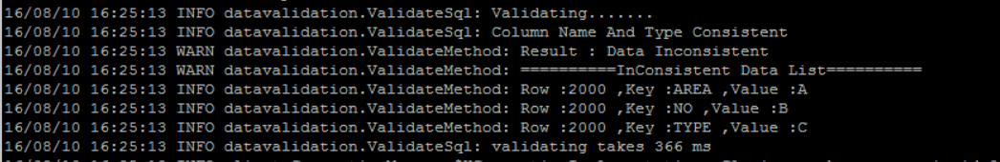 16/08/10 16:25:13 INFO datavalidation.ValidateSql: Validating.......
16/08/10 16:25:13 INFO datavalidation.ValidateSql: Column Name And Type Consistent
16/08/10 16:25:13 WARN datavalidation.ValidateMethod: Result : Data Inconsistent
16/08/10 16:25:13 WARN datavalidation.ValidateMethod: ==========InConsistent Data List==========
16/08/10 16:25:13 INFO datavalidation.ValidateMethod: Row :2000 ,Key :AREA ,Value :A
16/08/10 16:25:13 INFO datavalidation.ValidateMethod: Row :2000 ,Key :NO ,Value :B
16/08/10 16:25:13 INFO datavalidation.ValidateMethod: Row :2000 ,Key :TYPE ,Value :C
16/08/10 16:25:13 INFO datavalidation.ValidateSql: validating takes 366 ms